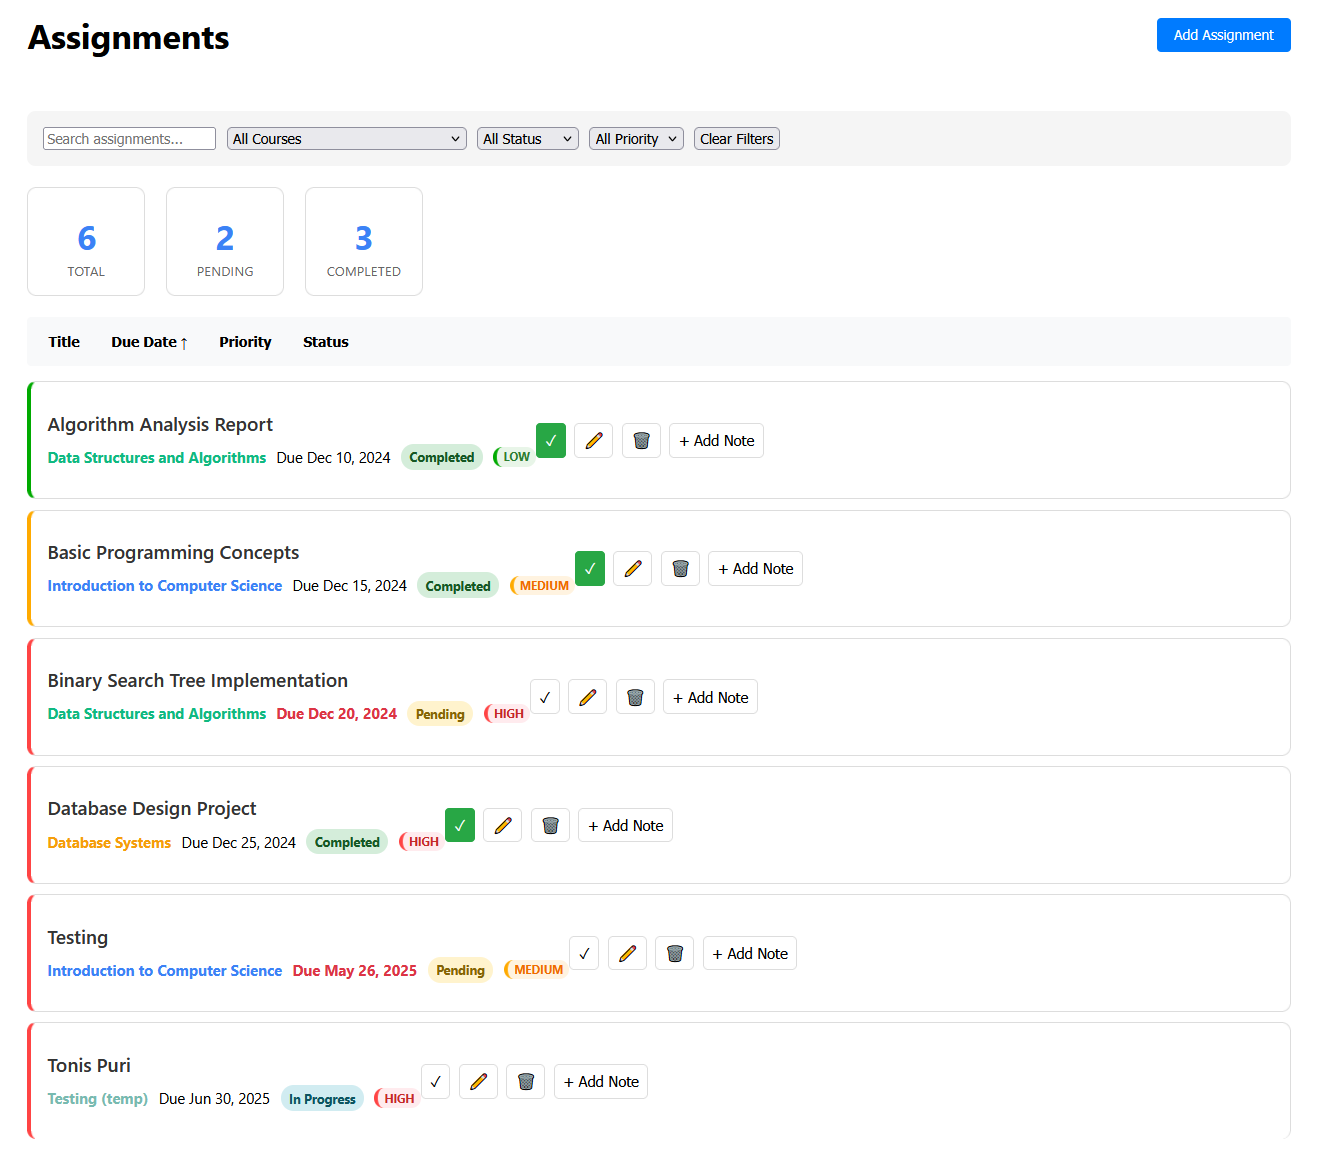 Assignments
Add Assignment
Search assignments... All Courses All Status All Priority Clear Filters
6 2 3
TOTAL PENDING COMPLETED
Title Due Date ↑ Priority Status
Algorithm Analysis Report
Data Structures and Algorithms Due Dec 10, 2024 Completed LOW ✓ + Add Note
Basic Programming Concepts
Introduction to Computer Science Due Dec 15, 2024 Completed MEDIUM ✓ + Add Note
Binary Search Tree Implementation
Data Structures and Algorithms Due Dec 20, 2024 Pending HIGH ✓ + Add Note
Database Design Project
Database Systems Due Dec 25, 2024 Completed HIGH ✓ + Add Note
Testing
Introduction to Computer Science Due May 26, 2025 Pending MEDIUM ✓ + Add Note
Tonis Puri
Testing (temp) Due Jun 30, 2025 In Progress HIGH ✓ + Add Note